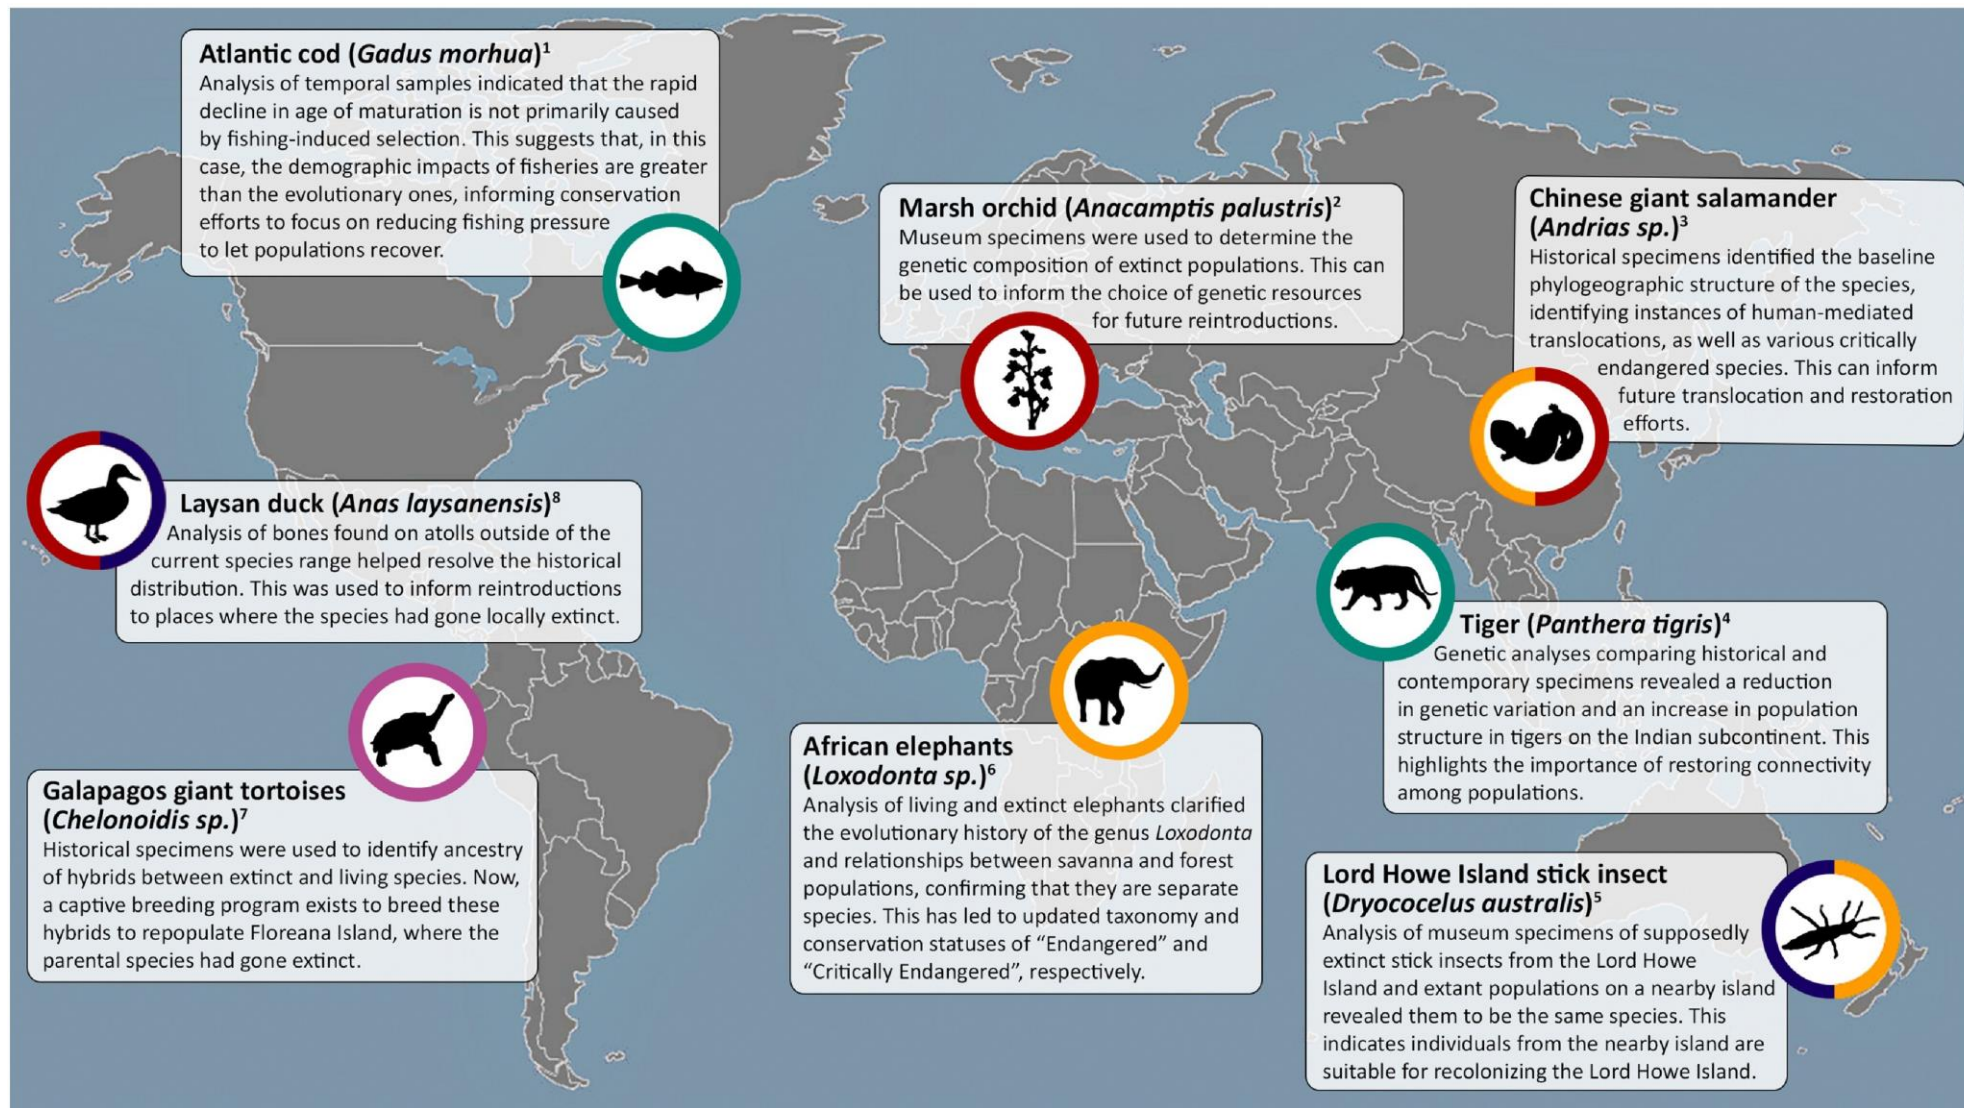 Atlantic cod (Gadus morhua)¹
Analysis of temporal samples indicated that the rapid
decline in age of maturation is not primarily caused
by fishing-induced selection. This suggests that, in this
case, the demographic impacts of fisheries are greater
than the evolutionary ones, informing conservation
efforts to focus on reducing fishing pressure
to let populations recover.
Marsh orchid (Anacamptis palustris)²
Museum specimens were used to determine the
genetic composition of extinct populations. This can
be used to inform the choice of genetic resources
for future reintroductions.
Chinese giant salamander
(Andrias sp.)³
Historical specimens identified the baseline
phylogeographic structure of the species,
identifying instances of human-mediated
translocations, as well as various critically
endangered species. This can inform
future translocation and restoration
efforts.
Laysan duck (Anas laysanensis)⁸
Analysis of bones found on atolls outside of the
current species range helped resolve the historical
distribution. This was used to inform reintroductions
to places where the species had gone locally extinct.
Tiger (Panthera tigris)⁴
Genetic analyses comparing historical and
contemporary specimens revealed a reduction
in genetic variation and an increase in population
structure in tigers on the Indian subcontinent. This
highlights the importance of restoring connectivity
among populations.
Galapagos giant tortoises
(Chelonoidis sp.)⁷
Historical specimens were used to identify ancestry
of hybrids between extinct and living species. Now,
a captive breeding program exists to breed these
hybrids to repopulate Floreana Island, where the
parental species had gone extinct.
African elephants
(Loxodonta sp.)⁶
Analysis of living and extinct elephants clarified
the evolutionary history of the genus Loxodonta
and relationships between savanna and forest
populations, confirming that they are separate
species. This has led to updated taxonomy and
conservation statuses of “Endangered” and
“Critically Endangered”, respectively.
Lord Howe Island stick insect
(Dryococelus australis)⁵
Analysis of museum specimens of supposedly
extinct stick insects from the Lord Howe
Island and extant populations on a nearby island
revealed them to be the same species. This
indicates individuals from the nearby island are
suitable for recolonizing the Lord Howe Island.